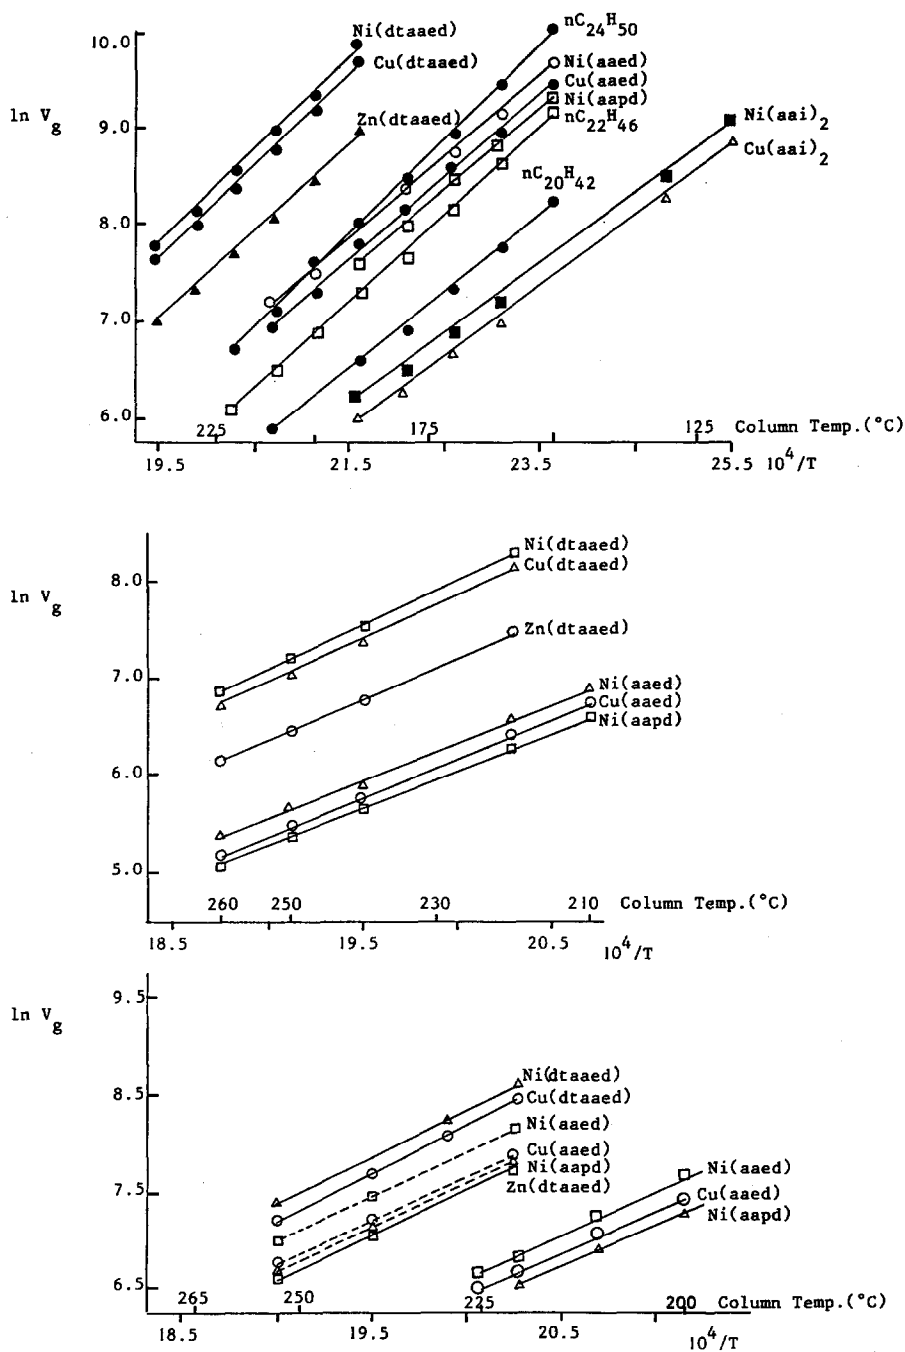 10.0
9.0
8.0
7.0
6.0
ln Vg
Ni(dtaaed)
Cu(dtaaed)
Zn(dtaaed)
nC24H50
Ni(aaed)
Cu(aaed)
Ni(aapd)
nC22H46
nC20H42
Ni(aai)2
Cu(aai)2
225 175 125 Column Temp.(°C)
19.5 21.5 23.5 25.5 10^4/T
ln Vg
8.0
7.0
6.0
5.0
Ni(dtaaed)
Cu(dtaaed)
Zn(dtaaed)
Ni(aaed)
Cu(aaed)
Ni(aapd)
260 250 230 210 Column Temp.(°C)
18.5 19.5 20.5 10^4/T
ln Vg
9.5
8.5
7.5
6.5
Ni(dtaaed)
Cu(dtaaed)
Ni(aaed)
Cu(aaed)
Ni(aapd)
Zn(dtaaed)
Ni(aaed)
Cu(aaed)
Ni(aapd)
265 250 225 200 Column Temp.(°C)
18.5 19.5 20.5 10^4/T